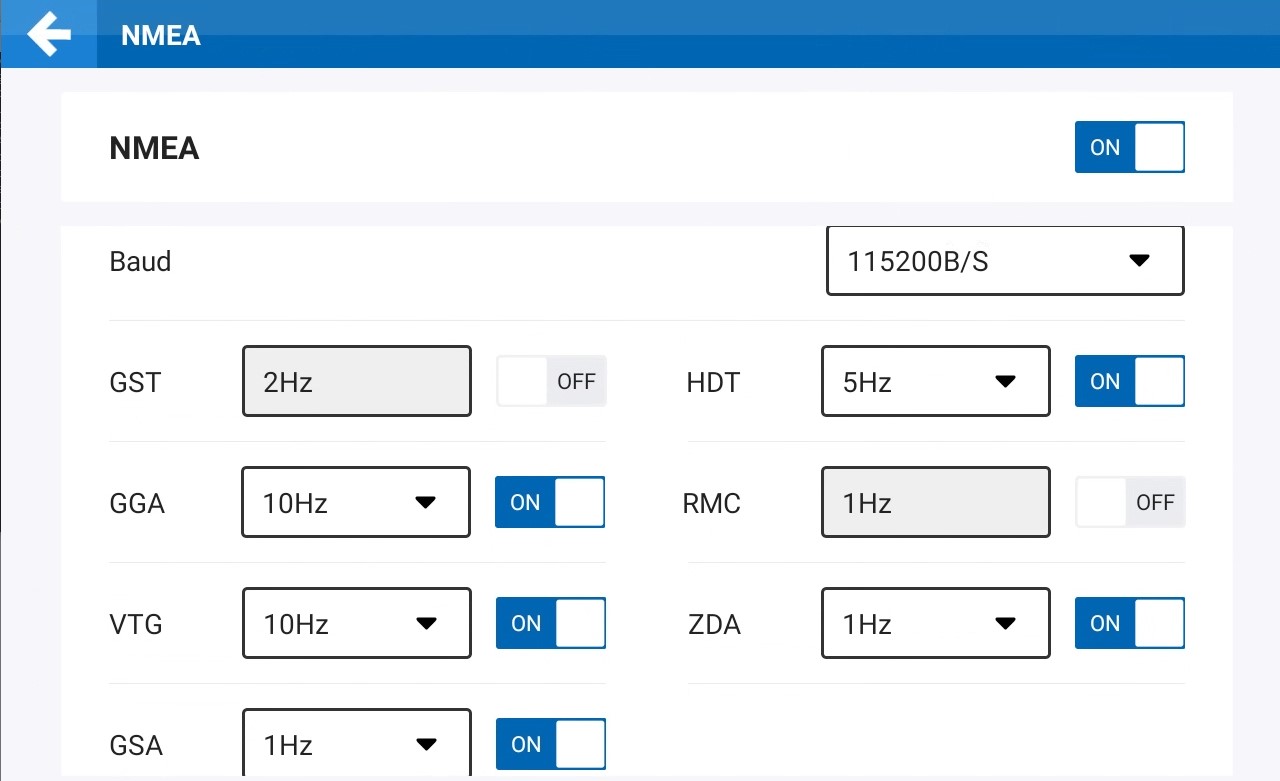 NMEA
NMEA ON
Baud 115200B/S
GST 2Hz OFF HDT 5Hz ON
GGA 10Hz ON RMC 1Hz OFF
VTG 10Hz ON ZDA 1Hz ON
GSA 1Hz ON